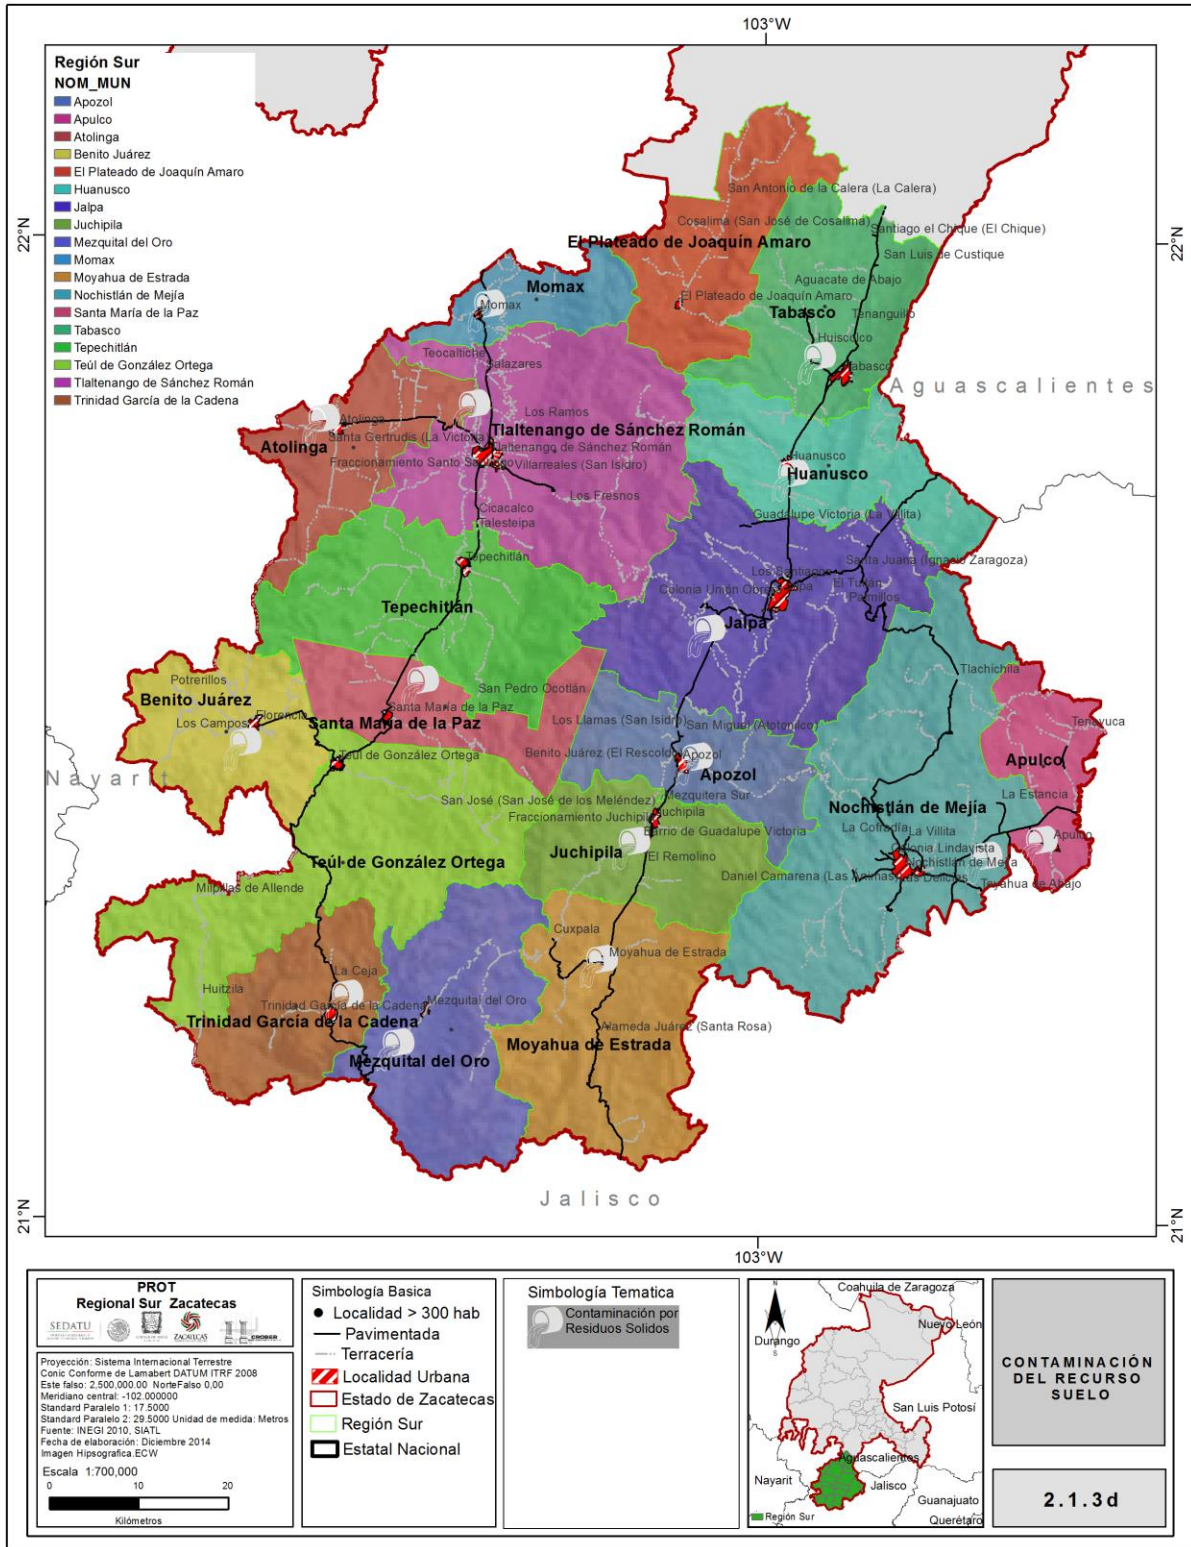 103°W
Región Sur
NOM_MUN
Apozol
Apulco
Atolinga
Benito Juárez
El Plateado de Joaquín Amaro
Huanusco
Jalpa
Juchipila
Mezquital del Oro
Momax
Moyahua de Estrada
Nochistlán de Mejía
Santa María de la Paz
Tabasco
Tepechitlán
Teúl de González Ortega
Tlaltenango de Sánchez Román
Trinidad García de la Cadena
22°N
22°N
San Antonio de la Calera (La Calera)
Cosalima (San José de Cosalima)
Santiago el Chique (El Chique)
El Plateado de Joaquín Amaro
San Luis de Custique
Aguacate de Abajo
Momax
El Plateado de Joaquín Amaro
Momax
Tabasco
Tenanguillo
Huiscolco
Teocaltiche
Salazares
Tabasco
Aguascalientes
Atolinga
Los Ramos
Tlaltenango de Sánchez Román
Santa Gertrudis (La Victoria)
Atolinga
Tlaltenango de Sánchez Román
Huanusco
Fraccionamiento Santo Santiago
Villarreales (San Isidro)
Huanusco
Los Fresnos
Cicacalco
Talesteipa
Guadalupe Victoria (La Villita)
Tepechitlán
Santa Juana (Ignacio Zaragoza)
Los Santiagos
El Tuitán
Colonia Unión Obrera
Jalpa
Palmillos
Tepechitlán
Jalpa
Tlachichila
Potrerillos
San Pedro Ocotlán
Benito Juárez
Santa María de la Paz
Los Campos
Florencia
Santa María de la Paz
Los Llamas (San Isidro)
San Miguel (Atotonilco)
Tenayuca
Teúl de González Ortega
Benito Juárez (El Rescoldo)
Apozol
Apulco
Nayarit
Apozol
Mezquitera Sur
La Estancia
San José (San José de los Meléndez)
Nochistlán de Mejía
Fraccionamiento Juchipila
Juchipila
La Cofradía
La Villita
Barrio de Guadalupe Victoria
Apulco
Juchipila
El Remolino
Colonia Lindavista
Teúl de González Ortega
Nochistlán de Mejía
Daniel Camarena (Las Animas)
Las Delicias
Teyahua de Abajo
Milpillas de Allende
Cuxpala
Moyahua de Estrada
La Ceja
Huitzila
Trinidad García de la Cadena
Mezquital del Oro
Trinidad García de la Cadena
Alameda Juárez (Santa Rosa)
Moyahua de Estrada
Mezquital del Oro
Jalisco
21°N
21°N
103°W
PROT
Regional Sur Zacatecas
SEDATU
ZACATECAS
Proyección: Sistema Internacional Terrestre
Conic Conforme de Lamabert DATUM ITRF 2008
Este falso: 2,500,000.00 NorteFalso 0,00
Meridiano central: -102.000000
Standard Paralelo 1: 17.5000
Standard Paralelo 2: 29.5000 Unidad de medida: Metros
Fuente: INEGI 2010, SIATL
Fecha de elaboración: Diciembre 2014
Imagen Hipsografica.ECW
Escala 1:700,000
0 10 20
Kilómetros
Simbología Basica
Localidad > 300 hab
Pavimentada
Terracería
Localidad Urbana
Estado de Zacatecas
Región Sur
Estatal Nacional
Simbología Tematica
Contaminación por
Residuos Solidos
Coahuila de Zaragoza
N
Nuevo León
Durango
S
San Luis Potosí
Aguascalientes
Nayarit
Jalisco
Guanajuato
Región Sur
Querétaro
CONTAMINACIÓN
DEL RECURSO
SUELO
2.1.3d